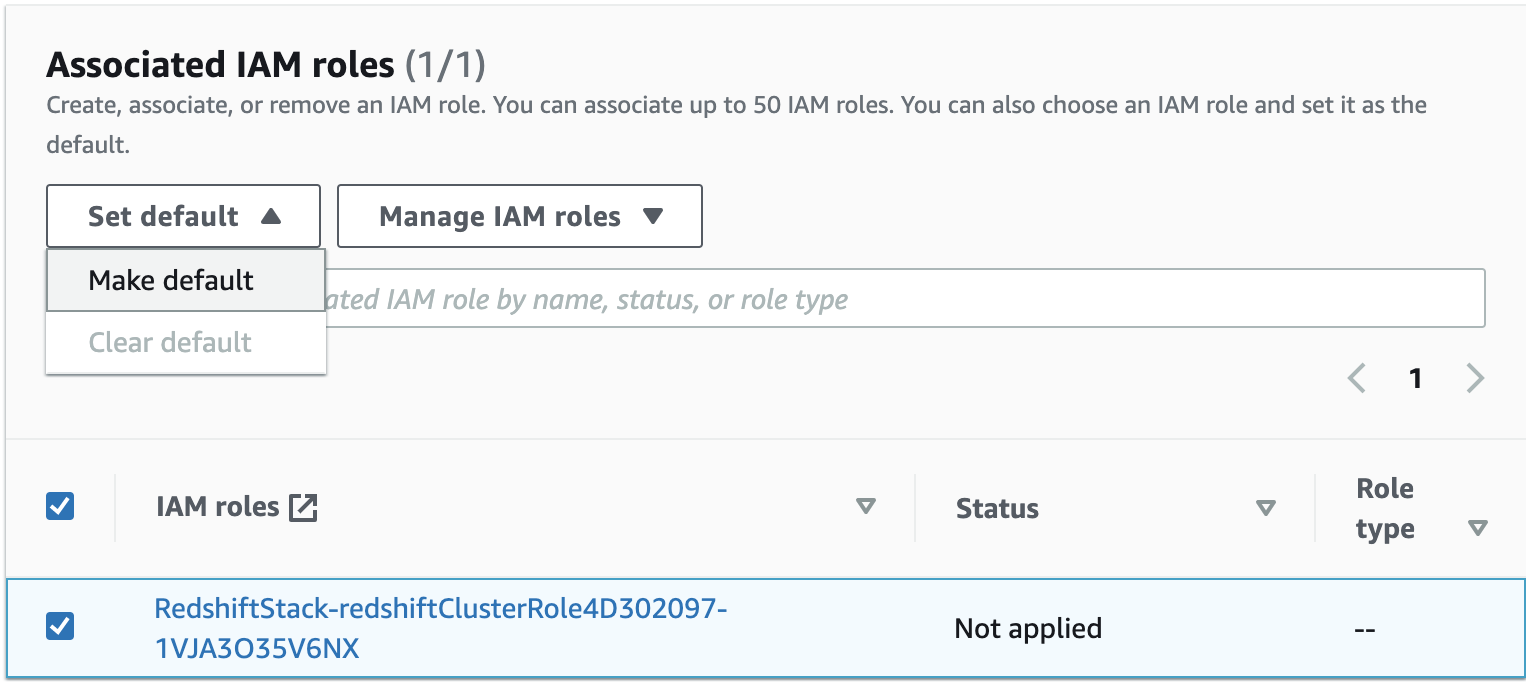 Associated IAM roles (1/1)
Create, associate, or remove an IAM role. You can associate up to 50 IAM roles. You can also choose an IAM role and set it as the
default.
Set default Manage IAM roles
Make default
IAM role by name, status, or role type
Clear default
1
IAM roles Status Role
type
RedshiftStack-redshiftClusterRole4D302097-
1VJA3O35V6NX Not applied --